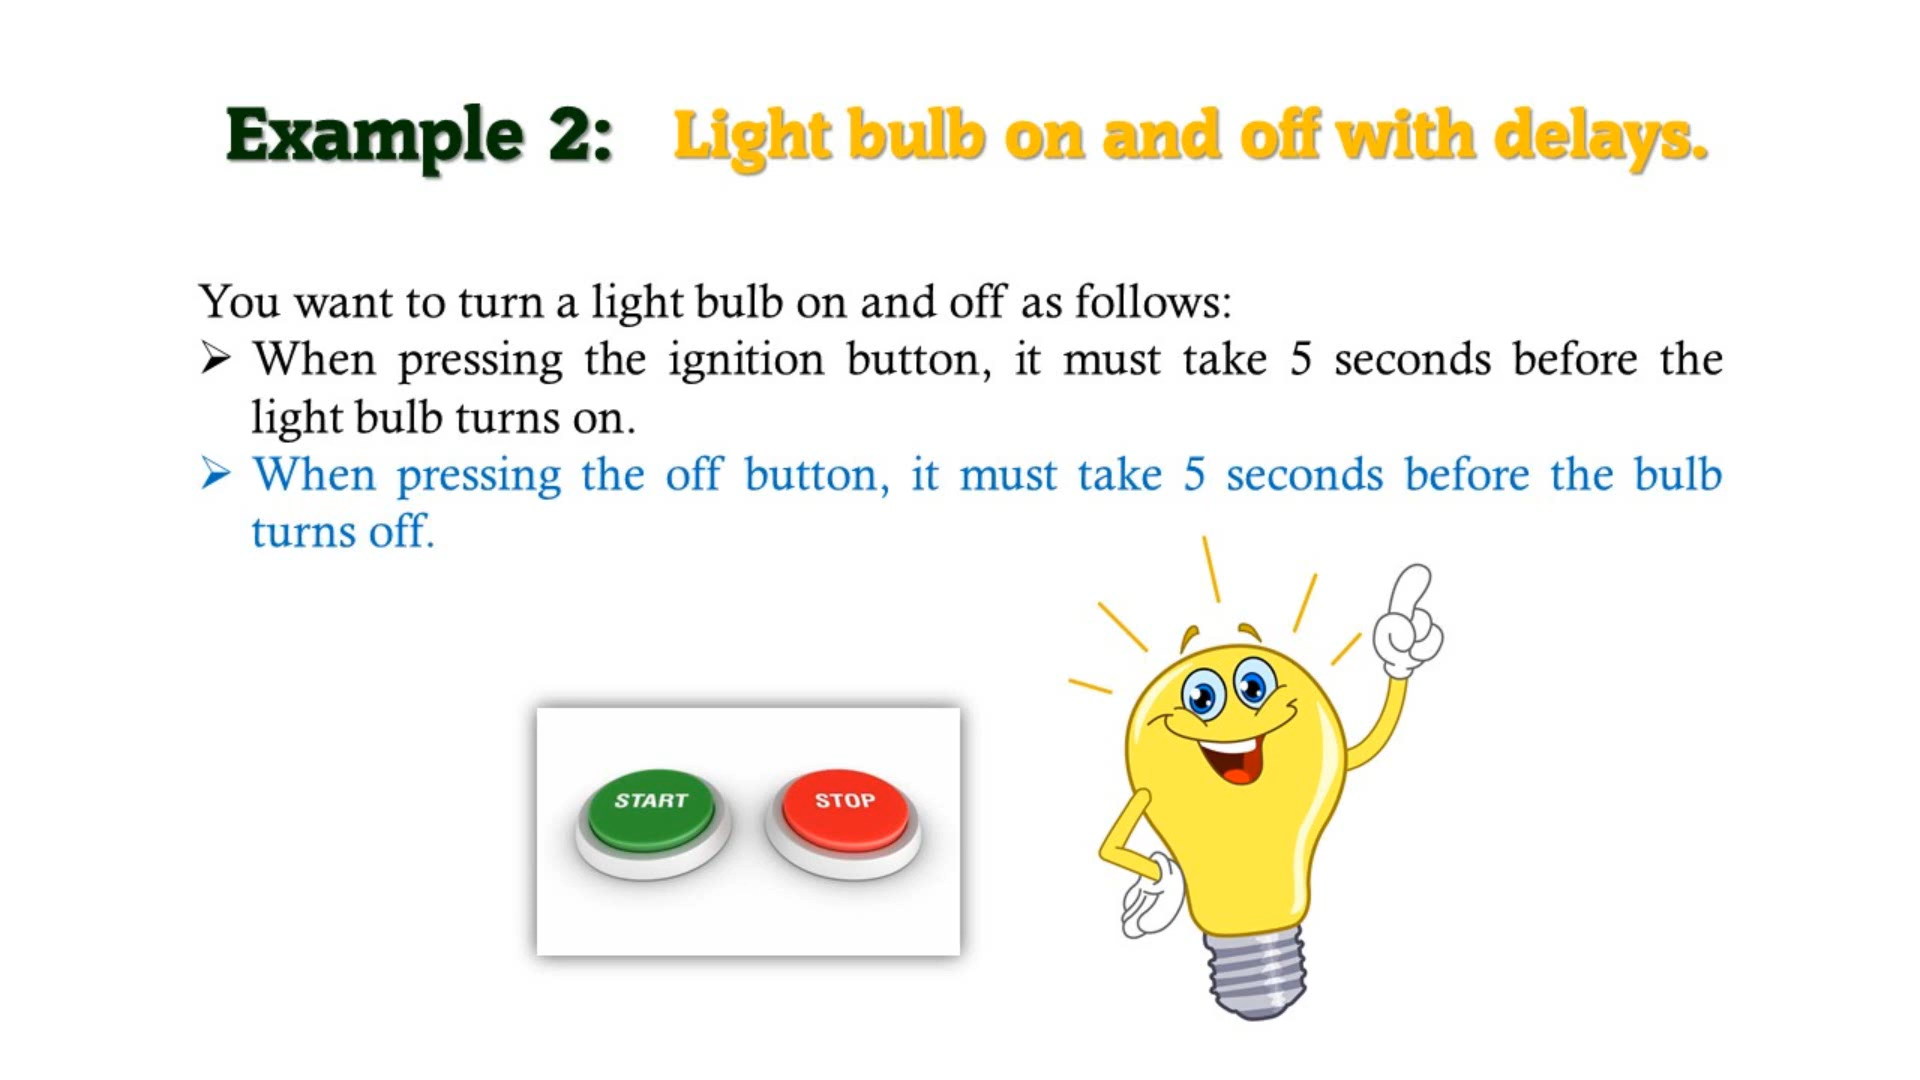 Example 2: Light bulb on and off with delays.
You want to turn a light bulb on and off as follows:
➢ When pressing the ignition button, it must take 5 seconds before the
light bulb turns on.
➢ When pressing the off button, it must take 5 seconds before the bulb
turns off.
START STOP